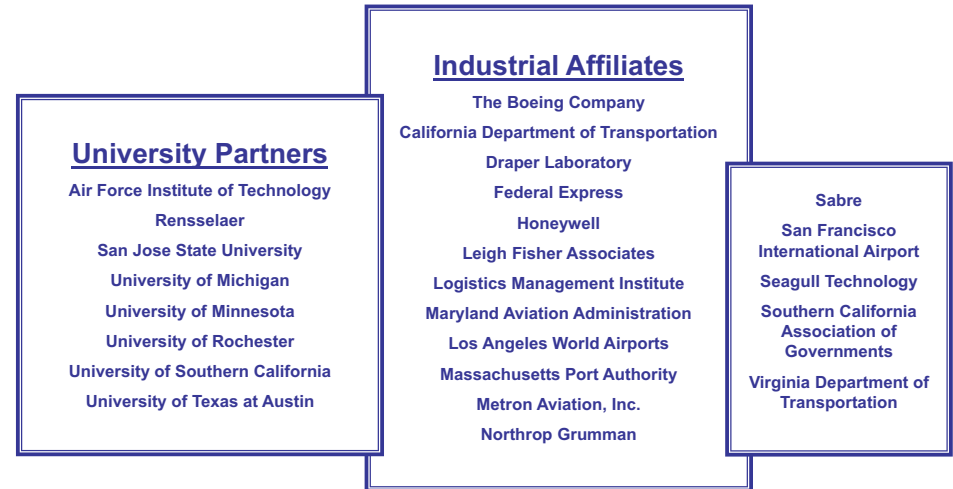 University Partners
Air Force Institute of Technology
Rensselaer
San Jose State University
University of Michigan
University of Minnesota
University of Rochester
University of Southern California
University of Texas at Austin
Industrial Affiliates
The Boeing Company
California Department of Transportation
Draper Laboratory
Federal Express
Honeywell
Leigh Fisher Associates
Logistics Management Institute
Maryland Aviation Administration
Los Angeles World Airports
Massachusetts Port Authority
Metron Aviation, Inc.
Northrop Grumman
Sabre
San Francisco
International Airport
Seagull Technology
Southern California
Association of
Governments
Virginia Department of
Transportation